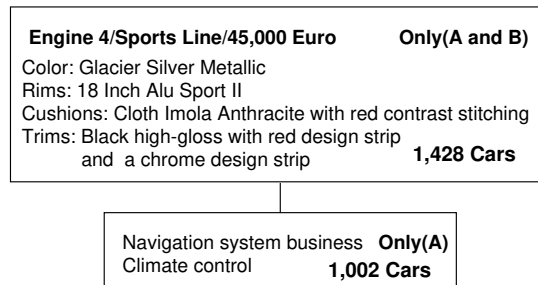 Engine 4/Sports Line/45,000 Euro Only(A and B)
Color: Glacier Silver Metallic
Rims: 18 Inch Alu Sport II
Cushions: Cloth Imola Anthracite with red contrast stitching
Trims: Black high-gloss with red design strip
and a chrome design strip 1,428 Cars
Navigation system business Only(A)
Climate control 1,002 Cars